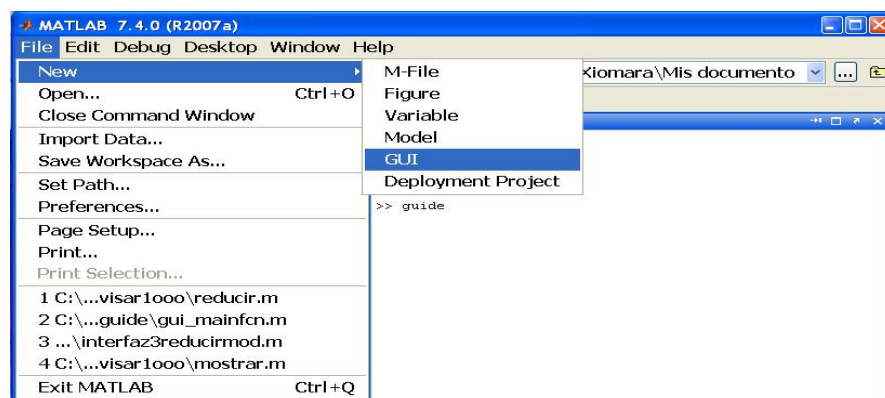 MATLAB 7.4.0 (R2007a)
File Edit Debug Desktop Window Help
New
Open... Ctrl+O
Close Command Window
Import Data...
Save Workspace As...
Set Path...
Preferences...
Page Setup...
Print...
Print Selection...
1 C:\...visar1ooo\reducir.m
2 C:\...guide\gui_mainfcn.m
3 ...\interfaz3reducirmod.m
4 C:\...visar1ooo\mostrar.m
Exit MATLAB Ctrl+Q
M-File
Figure
Variable
Model
GUI
Deployment Project
Xiomara\Mis documento ...
>> guide